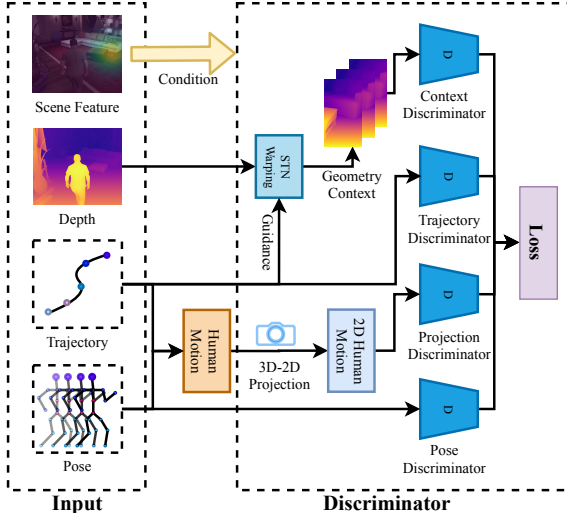 Scene Feature
Condition
D
Context
Discriminator
STN
Warping
Geometry
Context
Depth
Guidance
D
Trajectory
Discriminator
Loss
Trajectory
Human
Motion
3D-2D
Projection
2D Human
Motion
D
Projection
Discriminator
Pose
D
Pose
Discriminator
Input
Discriminator